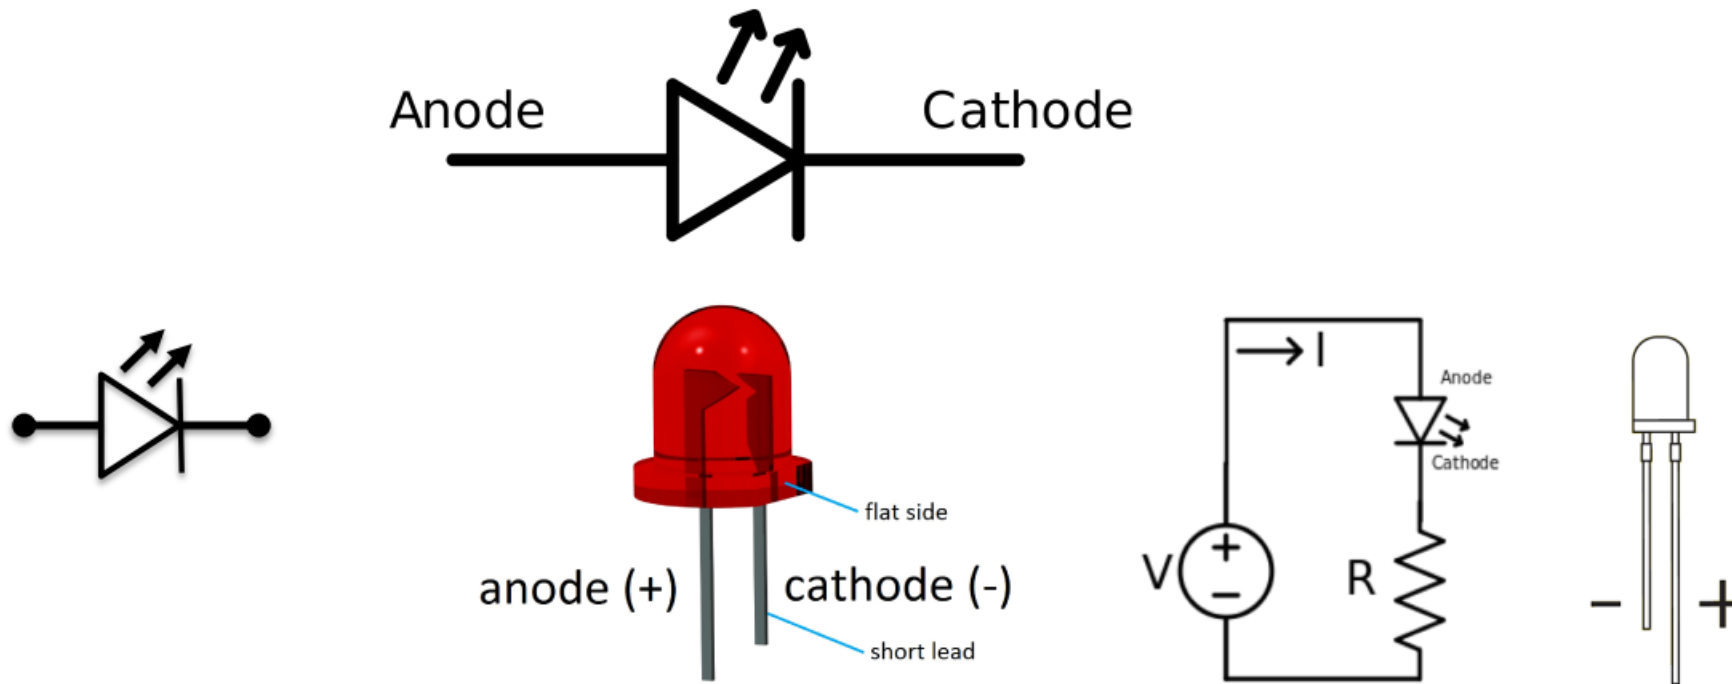 Anode
Cathode
flat side
anode (+)
cathode (-)
short lead
I
Anode
Cathode
V
+
−
R
−
+